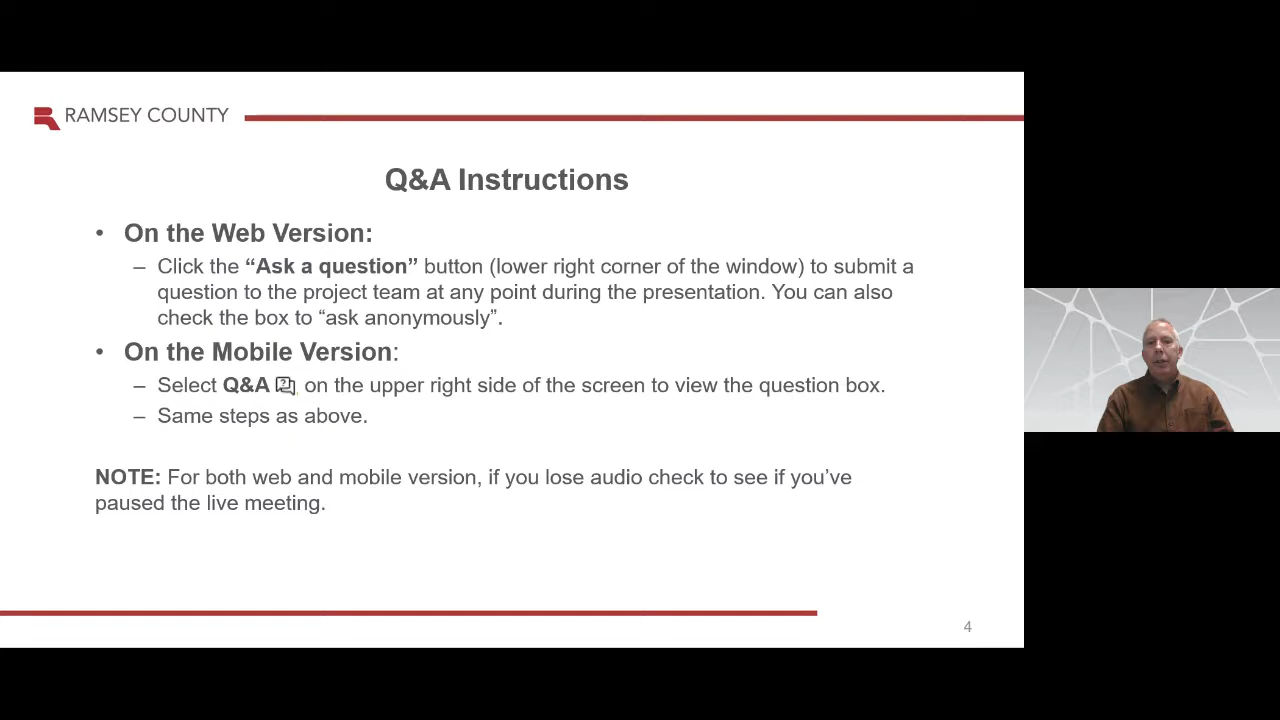 RAMSEY COUNTY
Q&A Instructions
• On the Web Version:
– Click the “Ask a question” button (lower right corner of the window) to submit a
question to the project team at any point during the presentation. You can also
check the box to “ask anonymously”.
• On the Mobile Version:
– Select Q&A on the upper right side of the screen to view the question box.
– Same steps as above.
NOTE: For both web and mobile version, if you lose audio check to see if you’ve
paused the live meeting.
4